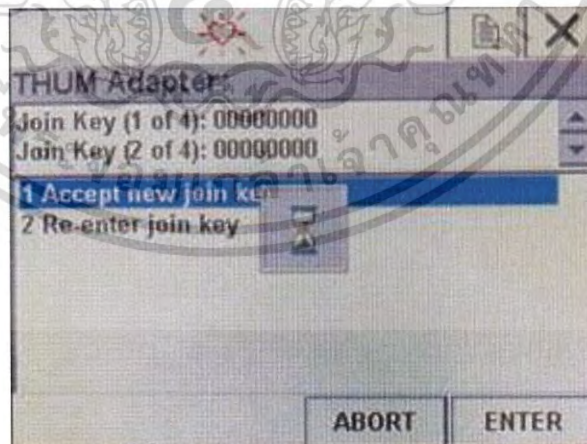 THUM Adapter:
Join Key (1 of 4): 00000000
Join Key (2 of 4): 00000000
1 Accept new join key
2 Re-enter join key
ABORT ENTER